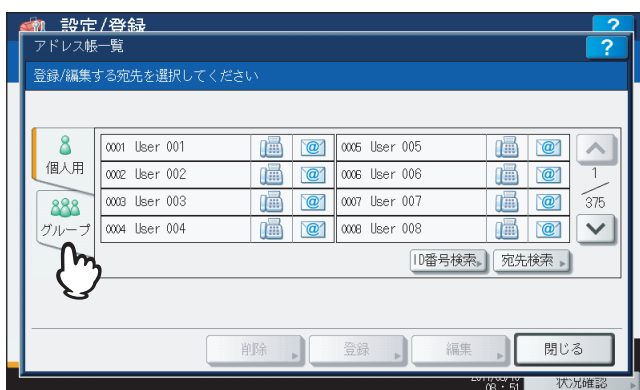 設定/登録
?
アドレス帳一覧
?
登録/編集する宛先を選択してください
個人用
グループ
0001 User 001
0005 User 005
0002 User 002
0006 User 006
0003 User 003
0007 User 007
0004 User 004
0008 User 008
1
375
ID番号検索
宛先検索
削除
登録
編集
閉じる
08:51
状況確認